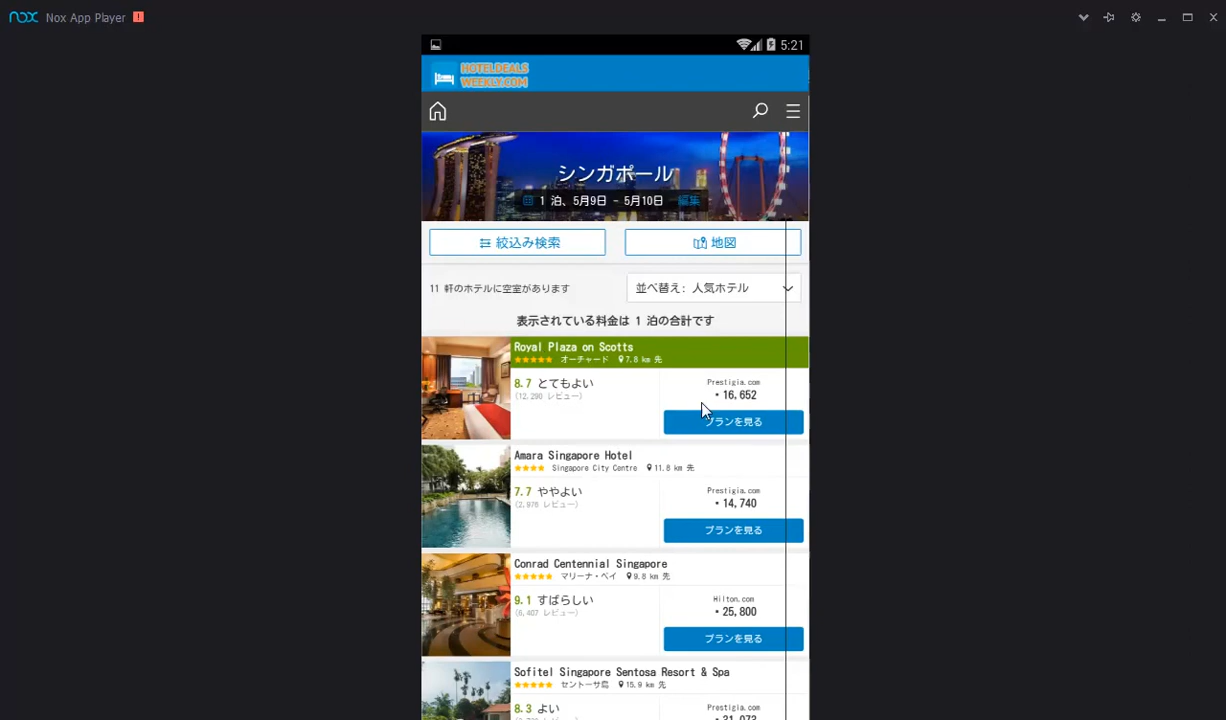 nox Nox App Player
5:21
HOTELDEALS
WEEKLY.COM
シンガポール
1 泊、5月9日 - 5月10日 編集
絞込み検索
地図
11 軒のホテルに空室があります
並べ替え: 人気ホテル
表示されている料金は 1 泊の合計です
Royal Plaza on Scotts
オーチャード 7.8 km 先
8.7 とてもよい
(12,290 レビュー)
Prestigia.com
・16,652
プランを見る
Amara Singapore Hotel
Singapore City Centre 11.8 km 先
7.7 ややよい
(2,976 レビュー)
Prestigia.com
・14,740
プランを見る
Conrad Centennial Singapore
マリーナ・ベイ 9.8 km 先
9.1 すばらしい
(6,407 レビュー)
Hilton.com
・25,800
プランを見る
Sofitel Singapore Sentosa Resort & Spa
セントーサ島 15.9 km 先
8.3 よい
Prestigia.com